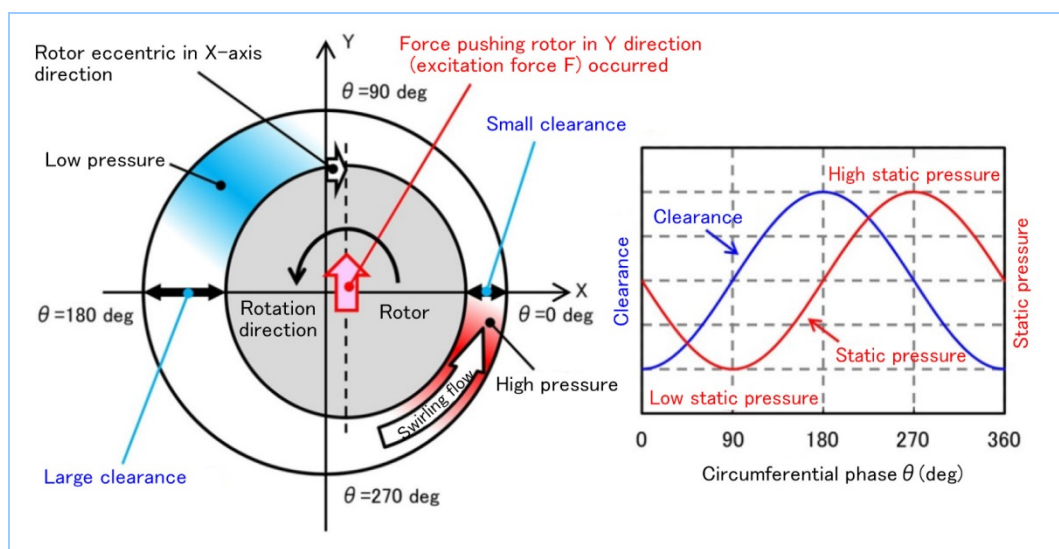 Rotor eccentric in X-axis
direction
Y
Force pushing rotor in Y direction
(excitation force F) occurred
θ=90 deg
Small clearance
Low pressure
X
θ=180 deg
Rotation
direction
Rotor
θ=0 deg
High pressure
Swirling flow
Large clearance
θ=270 deg
High static pressure
Clearance
Clearance
Static pressure
Static pressure
Low static pressure
0
90
180
270
360
Circumferential phase θ (deg)